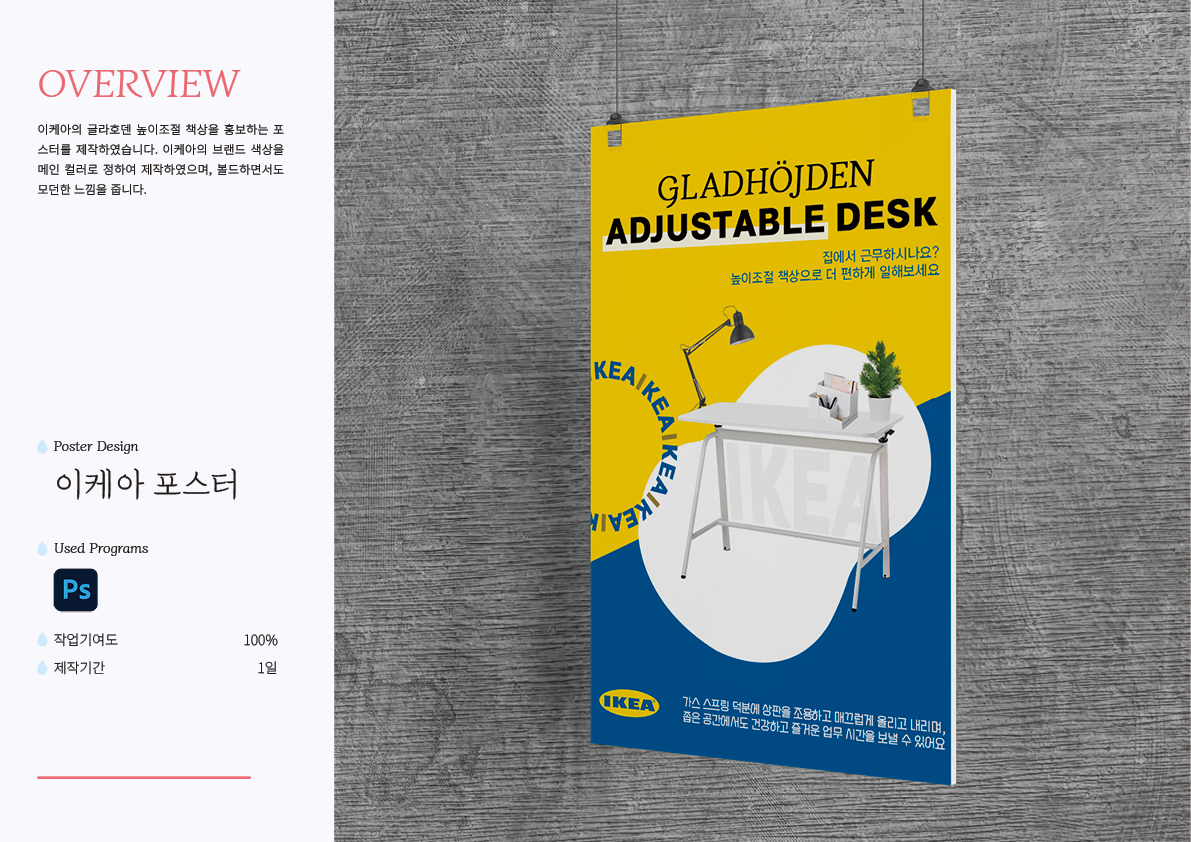 OVERVIEW
이케아의 글라호덴 높이조절 책상을 홍보하는 포
스터를 제작하였습니다. 이케아의 브랜드 색상을
메인 컬러로 정하여 제작하였으며, 볼드하면서도
모던한 느낌을 줍니다.
Poster Design
이케아 포스터
Used Programs
Ps
작업기여도 100%
제작기간 1일
GLADHÖJDEN
ADJUSTABLE DESK
집에서 근무하시나요?
높이조절 책상으로 더 편하게 일해보세요
IKEA IKEA IKEA IKEA
IKEA
IKEA
가스 스프링 덕분에 상판을 조용하고 매끄럽게 올리고 내리며,
좁은 공간에서도 건강하고 즐거운 업무 시간을 보낼 수 있어요